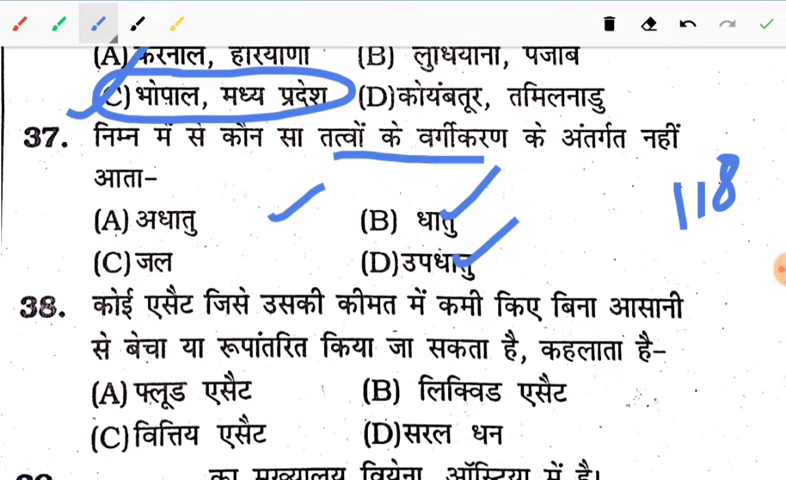 (A) करनाल, हरियाणा (B) लुधियाना, पंजाब
(C) भोपाल, मध्य प्रदेश (D) कोयंबतूर, तमिलनाडु
37. निम्न में से कौन सा तत्वों के वर्गीकरण के अंतर्गत नहीं
आता-
118
(A) अधातु (B) धातु
(C) जल (D) उपधातु
38. कोई एसैट जिसे उसकी कीमत में कमी किए बिना आसानी
से बेचा या रूपांतरित किया जा सकता है, कहलाता है-
(A) फ्लूड एसैट (B) लिक्विड एसैट
(C) वित्तिय एसैट (D) सरल धन
का मुख्यालय वियेना, ऑस्ट्रिया में है।